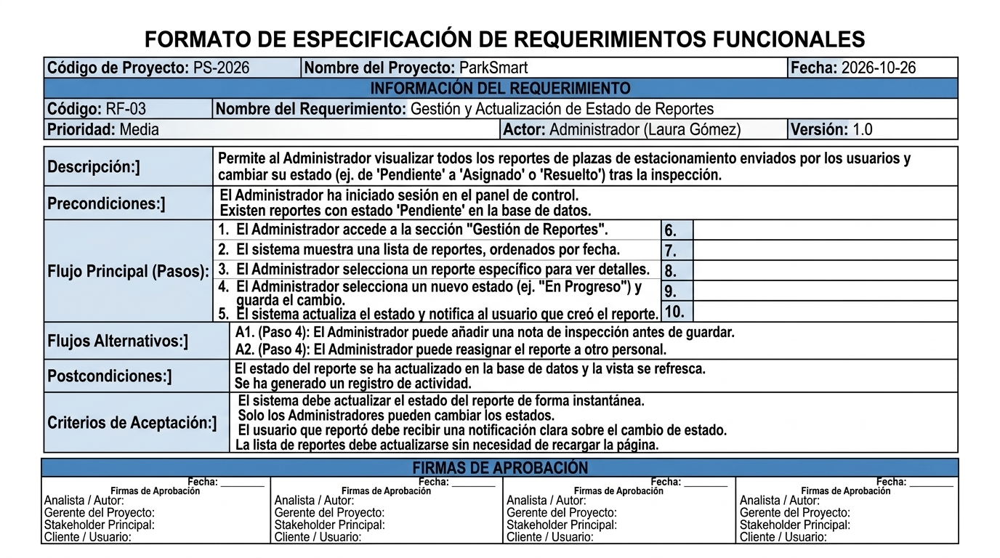 FORMATO DE ESPECIFICACIÓN DE REQUERIMIENTOS FUNCIONALES
Código de Proyecto: PS-2026 Nombre del Proyecto: ParkSmart Fecha: 2026-10-26
INFORMACIÓN DEL REQUERIMIENTO
Código: RF-03 Nombre del Requerimiento: Gestión y Actualización de Estado de Reportes
Prioridad: Media Actor: Administrador (Laura Gómez) Versión: 1.0
Descripción:]
Permite al Administrador visualizar todos los reportes de plazas de estacionamiento enviados por los usuarios y
cambiar su estado (ej. de 'Pendiente' a 'Asignado' o 'Resuelto') tras la inspección.
Precondiciones:]
El Administrador ha iniciado sesión en el panel de control.
Existen reportes con estado 'Pendiente' en la base de datos.
Flujo Principal (Pasos):
1. El Administrador accede a la sección "Gestión de Reportes".
2. El sistema muestra una lista de reportes, ordenados por fecha.
3. El Administrador selecciona un reporte específico para ver detalles.
4. El Administrador selecciona un nuevo estado (ej. "En Progreso") y
guarda el cambio.
5. El sistema actualiza el estado y notifica al usuario que creó el reporte.
6.
7.
8.
9.
10.
Flujos Alternativos:]
A1. (Paso 4): El Administrador puede añadir una nota de inspección antes de guardar.
A2. (Paso 4): El Administrador puede reasignar el reporte a otro personal.
Postcondiciones:]
El estado del reporte se ha actualizado en la base de datos y la vista se refresca.
Se ha generado un registro de actividad.
Criterios de Aceptación:]
El sistema debe actualizar el estado del reporte de forma instantánea.
Solo los Administradores pueden cambiar los estados.
El usuario que reportó debe recibir una notificación clara sobre el cambio de estado.
La lista de reportes debe actualizarse sin necesidad de recargar la página.
FIRMAS DE APROBACIÓN
Fecha: ________
Firmas de Aprobación
Analista / Autor:
Gerente del Proyecto:
Stakeholder Principal:
Cliente / Usuario:
Fecha: ________
Firmas de Aprobación
Analista / Autor:
Gerente del Proyecto:
Stakeholder Principal:
Cliente / Usuario:
Fecha: ________
Firmas de Aprobación
Analista / Autor:
Gerente del Proyecto:
Stakeholder Principal:
Cliente / Usuario:
Fecha: ________
Firmas de Aprobación
Analista / Autor:
Gerente del Proyecto:
Stakeholder Principal:
Cliente / Usuario: